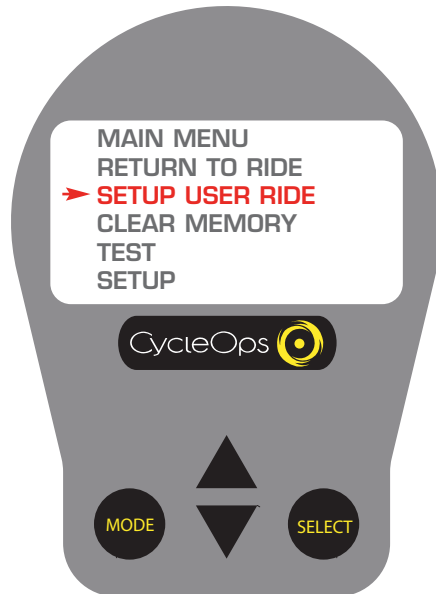 MAIN MENU
RETURN TO RIDE
SETUP USER RIDE
CLEAR MEMORY
TEST
SETUP
CycleOps
MODE
SELECT